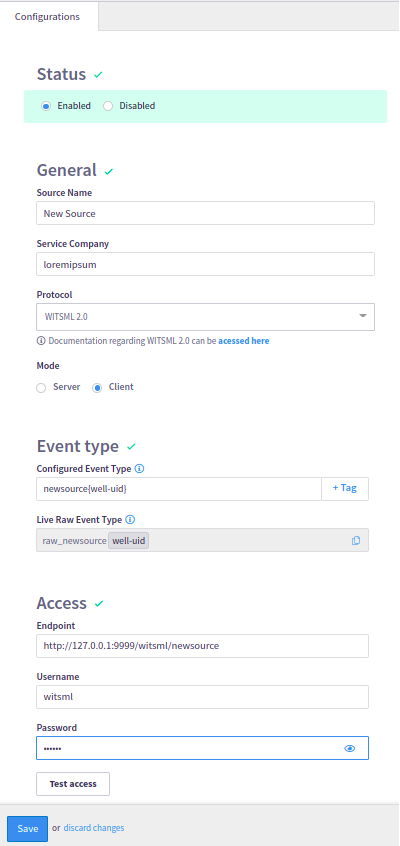 Configurations
Status
Enabled Disabled
General
Source Name
New Source
Service Company
loremipsum
Protocol
WITSML 2.0
Documentation regarding WITSML 2.0 can be acessed here
Mode
Server Client
Event type
Configured Event Type
newsource{well-uid} + Tag
Live Raw Event Type
raw_newsource well-uid
Access
Endpoint
http://127.0.0.1:9999/witsml/newsource
Username
witsml
Password
••••••
Test access
Save or discard changes